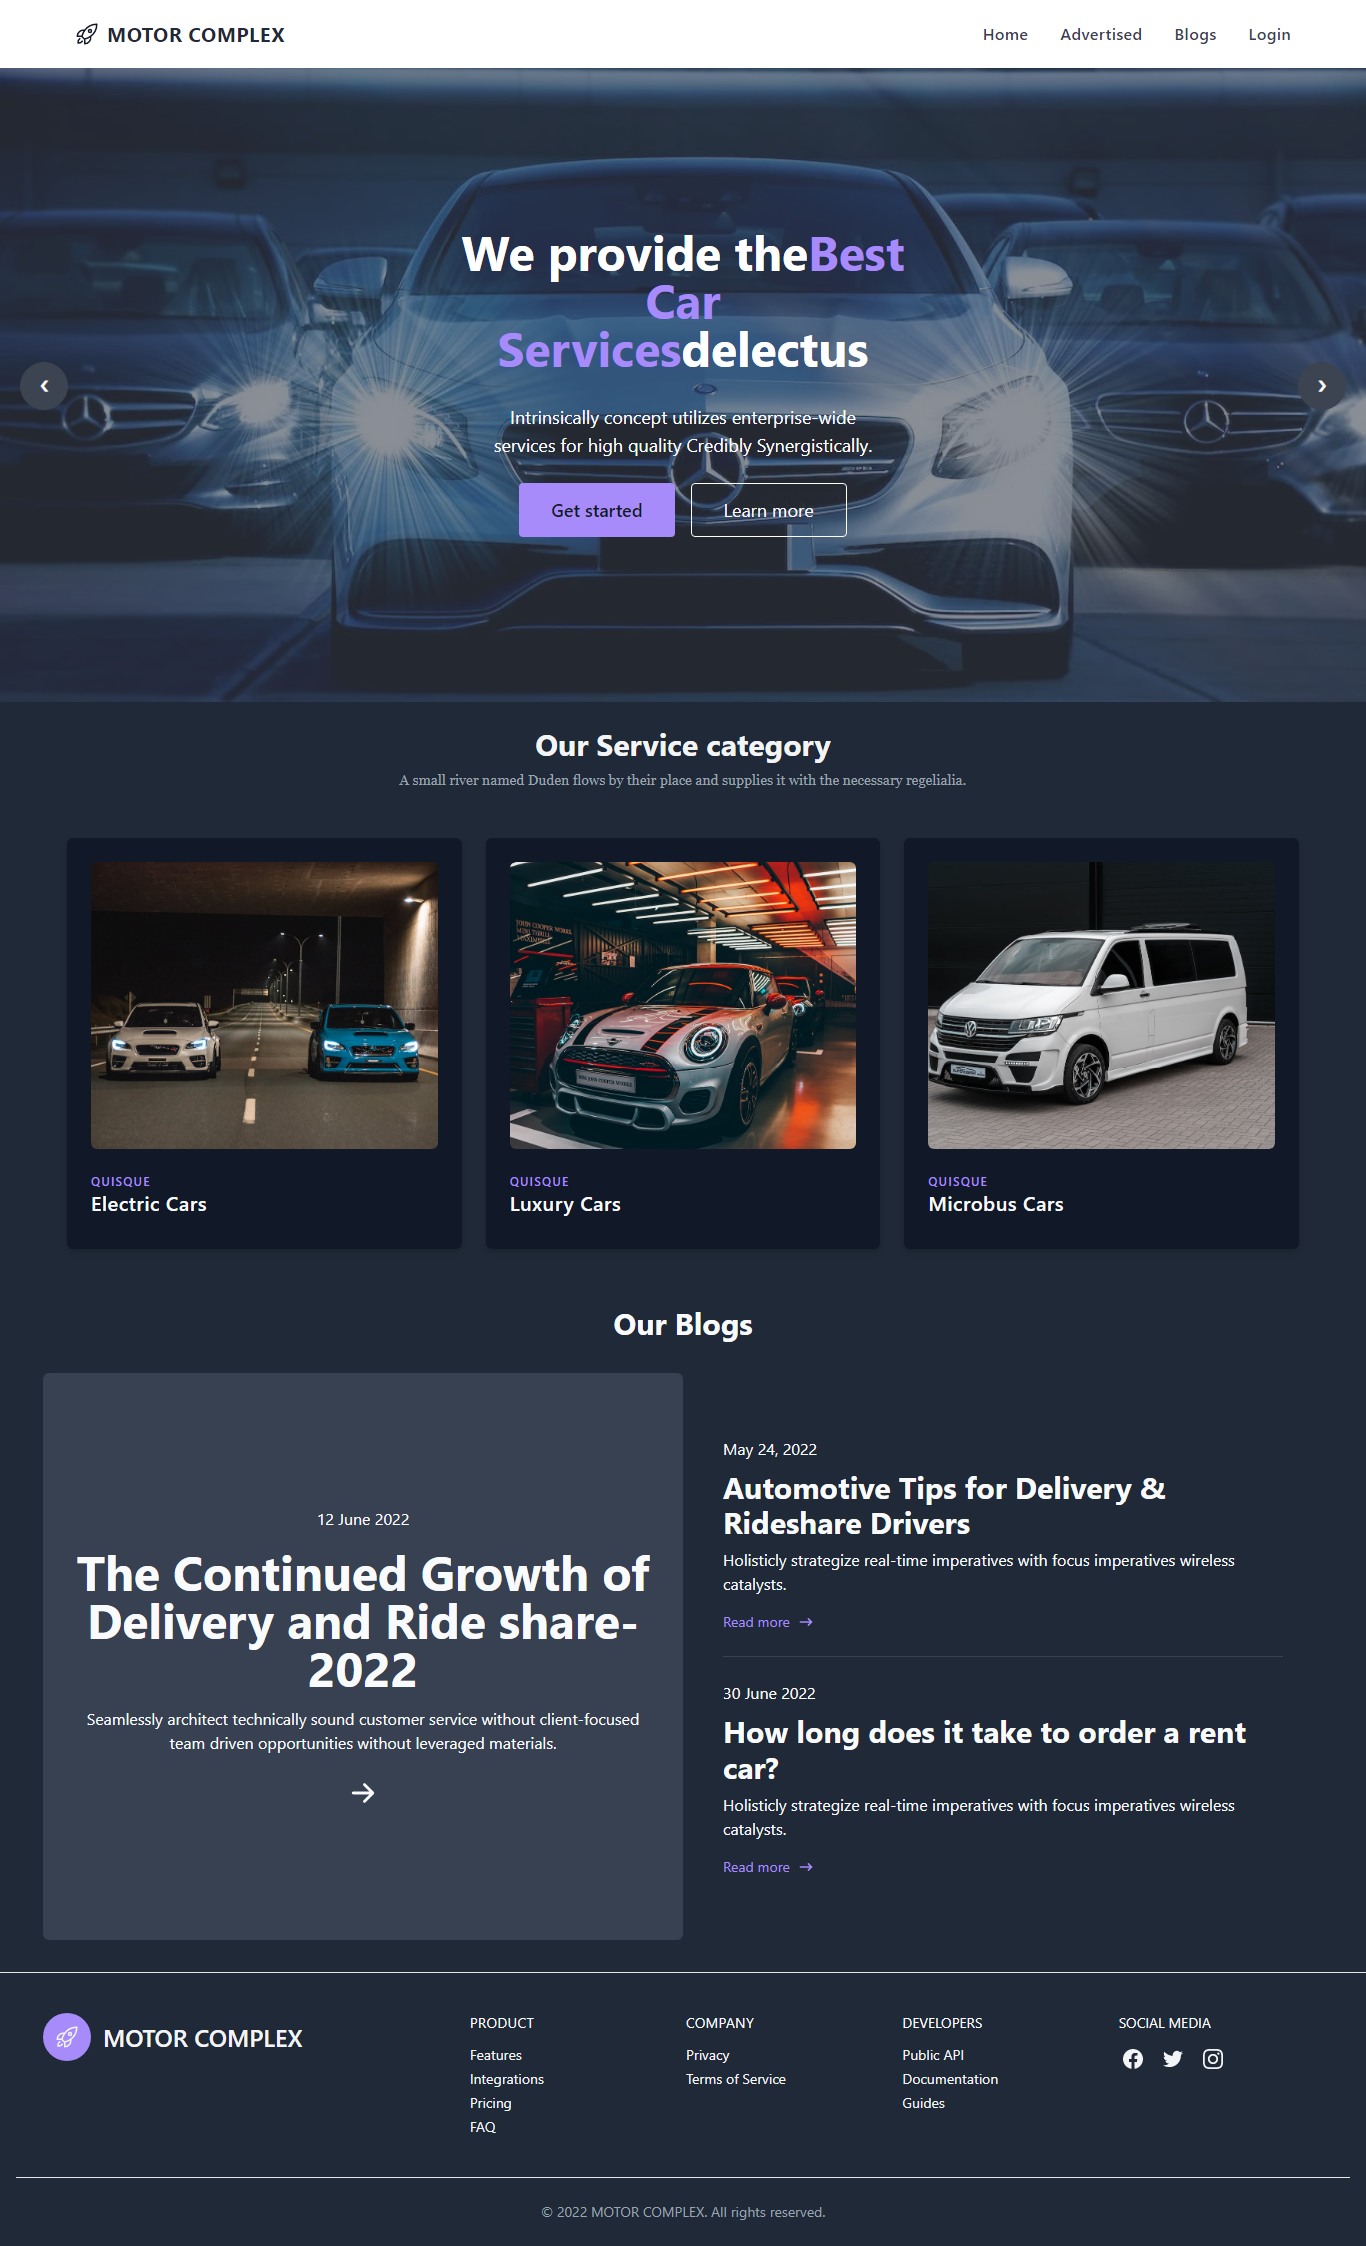 MOTOR COMPLEX
Home
Advertised
Blogs
Login
We provide theBest
Car
Servicesdelectus
Intrinsically concept utilizes enterprise-wide
services for high quality Credibly Synergistically.
Get started
Learn more
Our Service category
A small river named Duden flows by their place and supplies it with the necessary regelialia.
JOHN COOPER WORKS
QUISQUE
Electric Cars
QUISQUE
Luxury Cars
QUISQUE
Microbus Cars
Our Blogs
12 June 2022
The Continued Growth of
Delivery and Ride share-
2022
Seamlessly architect technically sound customer service without client-focused
team driven opportunities without leveraged materials.
May 24, 2022
Automotive Tips for Delivery &
Rideshare Drivers
Holisticly strategize real-time imperatives with focus imperatives wireless
catalysts.
Read more
30 June 2022
How long does it take to order a rent
car?
Holisticly strategize real-time imperatives with focus imperatives wireless
catalysts.
Read more
MOTOR COMPLEX
PRODUCT
Features
Integrations
Pricing
FAQ
COMPANY
Privacy
Terms of Service
DEVELOPERS
Public API
Documentation
Guides
SOCIAL MEDIA
© 2022 MOTOR COMPLEX. All rights reserved.